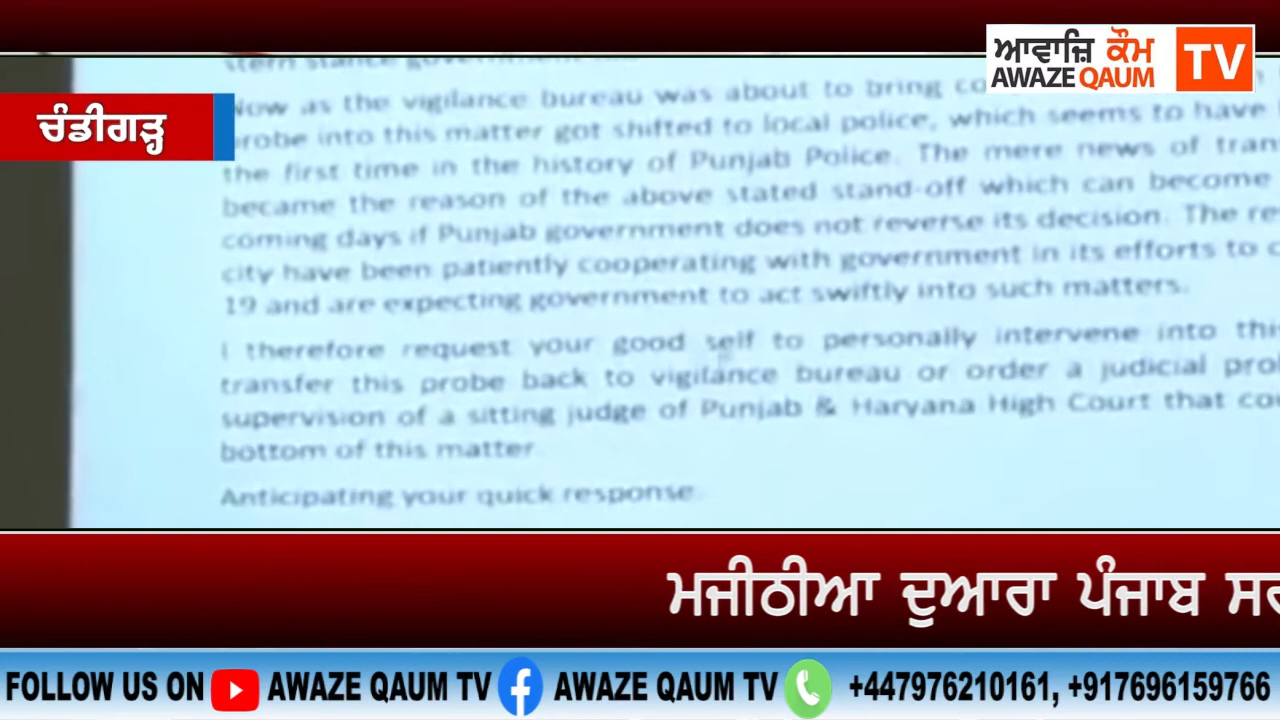 ਆਵਾਜ਼ਿ ਕੌਮ
AWAZE QAUM
TV
ਚੰਡੀਗੜ੍ਹ
stern stance government
Now as the vigilance bureau was about to bring
probe into this matter got shifted to local police, which seems to have
the first time in the history of Punjab Police. The mere news of
became the reason of the above stated stand-off which can become
coming days if Punjab government does not reverse its decision. The
city have been patiently cooperating with government in its efforts to
19 and are expecting government to act swiftly into such matters.
I therefore request your good self to personally intervene into
transfer this probe back to vigilance bureau or order a judicial
supervision of a sitting judge of Punjab & Haryana High Court that
bottom of this matter.
Anticipating your quick response.
ਮਜੀਠੀਆ ਦੁਆਰਾ ਪੰਜਾਬ
FOLLOW US ON AWAZE QAUM TV AWAZE QAUM TV +447976210161, +917696159766